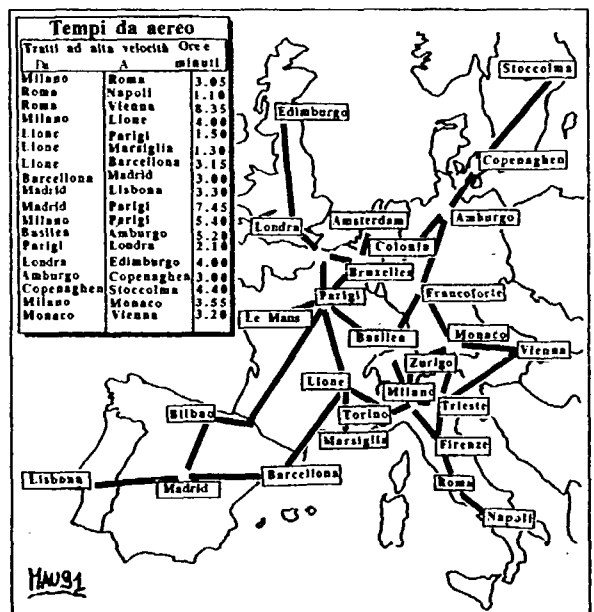 Tempi da aereo
Tratti ad alta velocità Ore e
Da A minuti
Milano Roma 3.05
Roma Napoli 1.10
Roma Vienna 8.35
Milano Lione 4.00
Lione Parigi 1.50
Lione Marsiglia 1.30
Lione Barcellona 3.15
Barcellona Madrid 3.00
Madrid Lisbona 3.30
Madrid Parigi 7.45
Milano Parigi 5.40
Basilea Amburgo 5.20
Parigi Londra 2.10
Londra Edimburgo 4.00
Amburgo Copenaghen 3.00
Copenaghen Stoccolma 4.40
Milano Monaco 3.55
Monaco Vienna 3.20
Stoccolma
Edimburgo
Copenaghen
Amburgo
Londra
Amsterdam
Colonia
Bruxelles
Parigi
Francoforte
Le Mans
Basilea
Monaco
Vienna
Zurigo
Lione
Milano
Bilbao
Torino
Trieste
Marsiglia
Firenze
Lisbona
Madrid
Barcellona
Roma
Napoli
MAU91